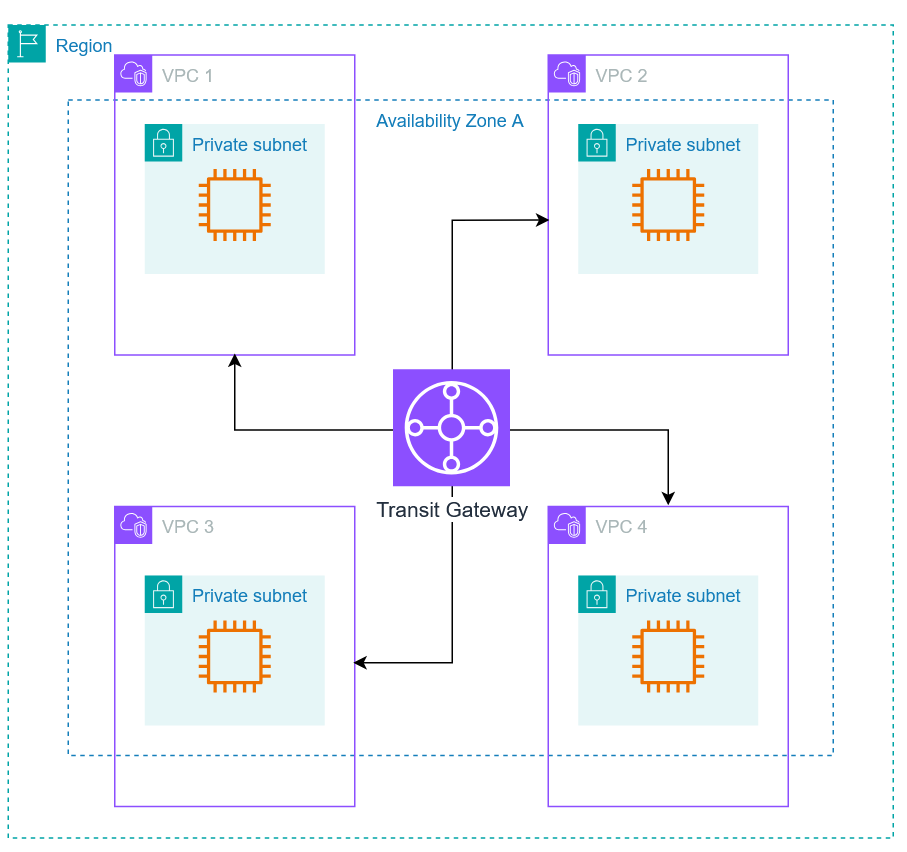 Region
VPC 1
VPC 2
Availability Zone A
Private subnet
Private subnet
Transit Gateway
VPC 3
VPC 4
Private subnet
Private subnet